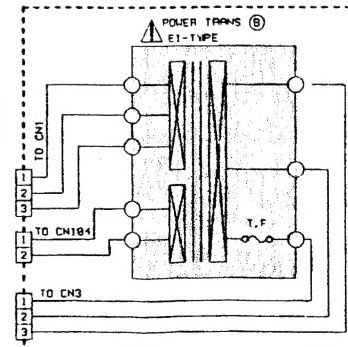 POWER TRANS Ⓑ
EI-TYPE
TO CN1
1
2
3
TO CN104
1
2
T.F
TO CN3
1
2
3